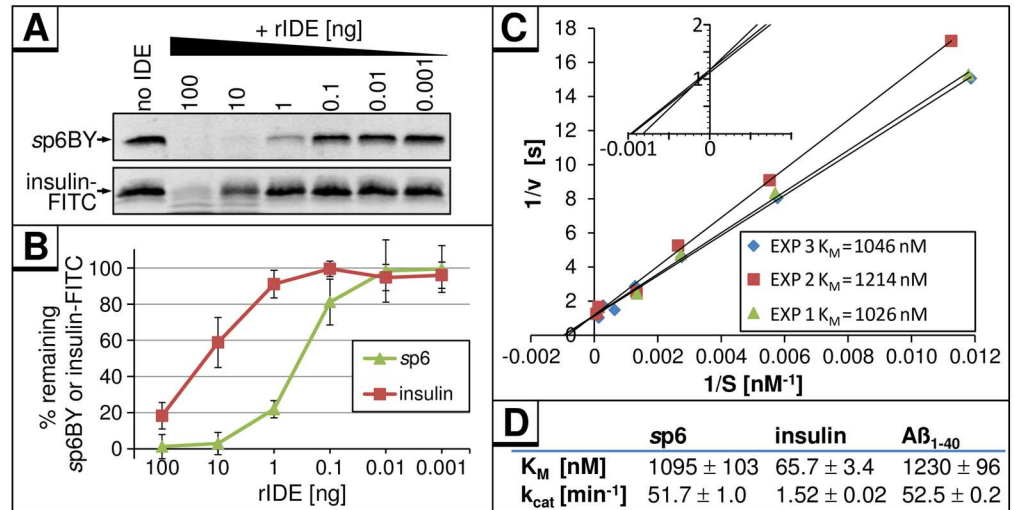 A
+ rIDE [ng]
no IDE 100 10 1 0.1 0.01 0.001
sp6BY
insulin-
FITC
B
% remaining
sp6BY or insulin-FITC
100
80
60
40
20
0
sp6
insulin
100 10 1 0.1 0.01 0.001
rIDE [ng]
C
1/v [s]
18
16
14
12
10
8
6
4
2
0
2
1
-0.001 0
EXP 3 KM = 1046 nM
EXP 2 KM = 1214 nM
EXP 1 KM = 1026 nM
-0.002 0 0.002 0.004 0.006 0.008 0.010 0.012
1/S [nM-1]
D
sp6 insulin Aß1-40
KM [nM] 1095 ± 103 65.7 ± 3.4 1230 ± 96
kcat [min-1] 51.7 ± 1.0 1.52 ± 0.02 52.5 ± 0.2